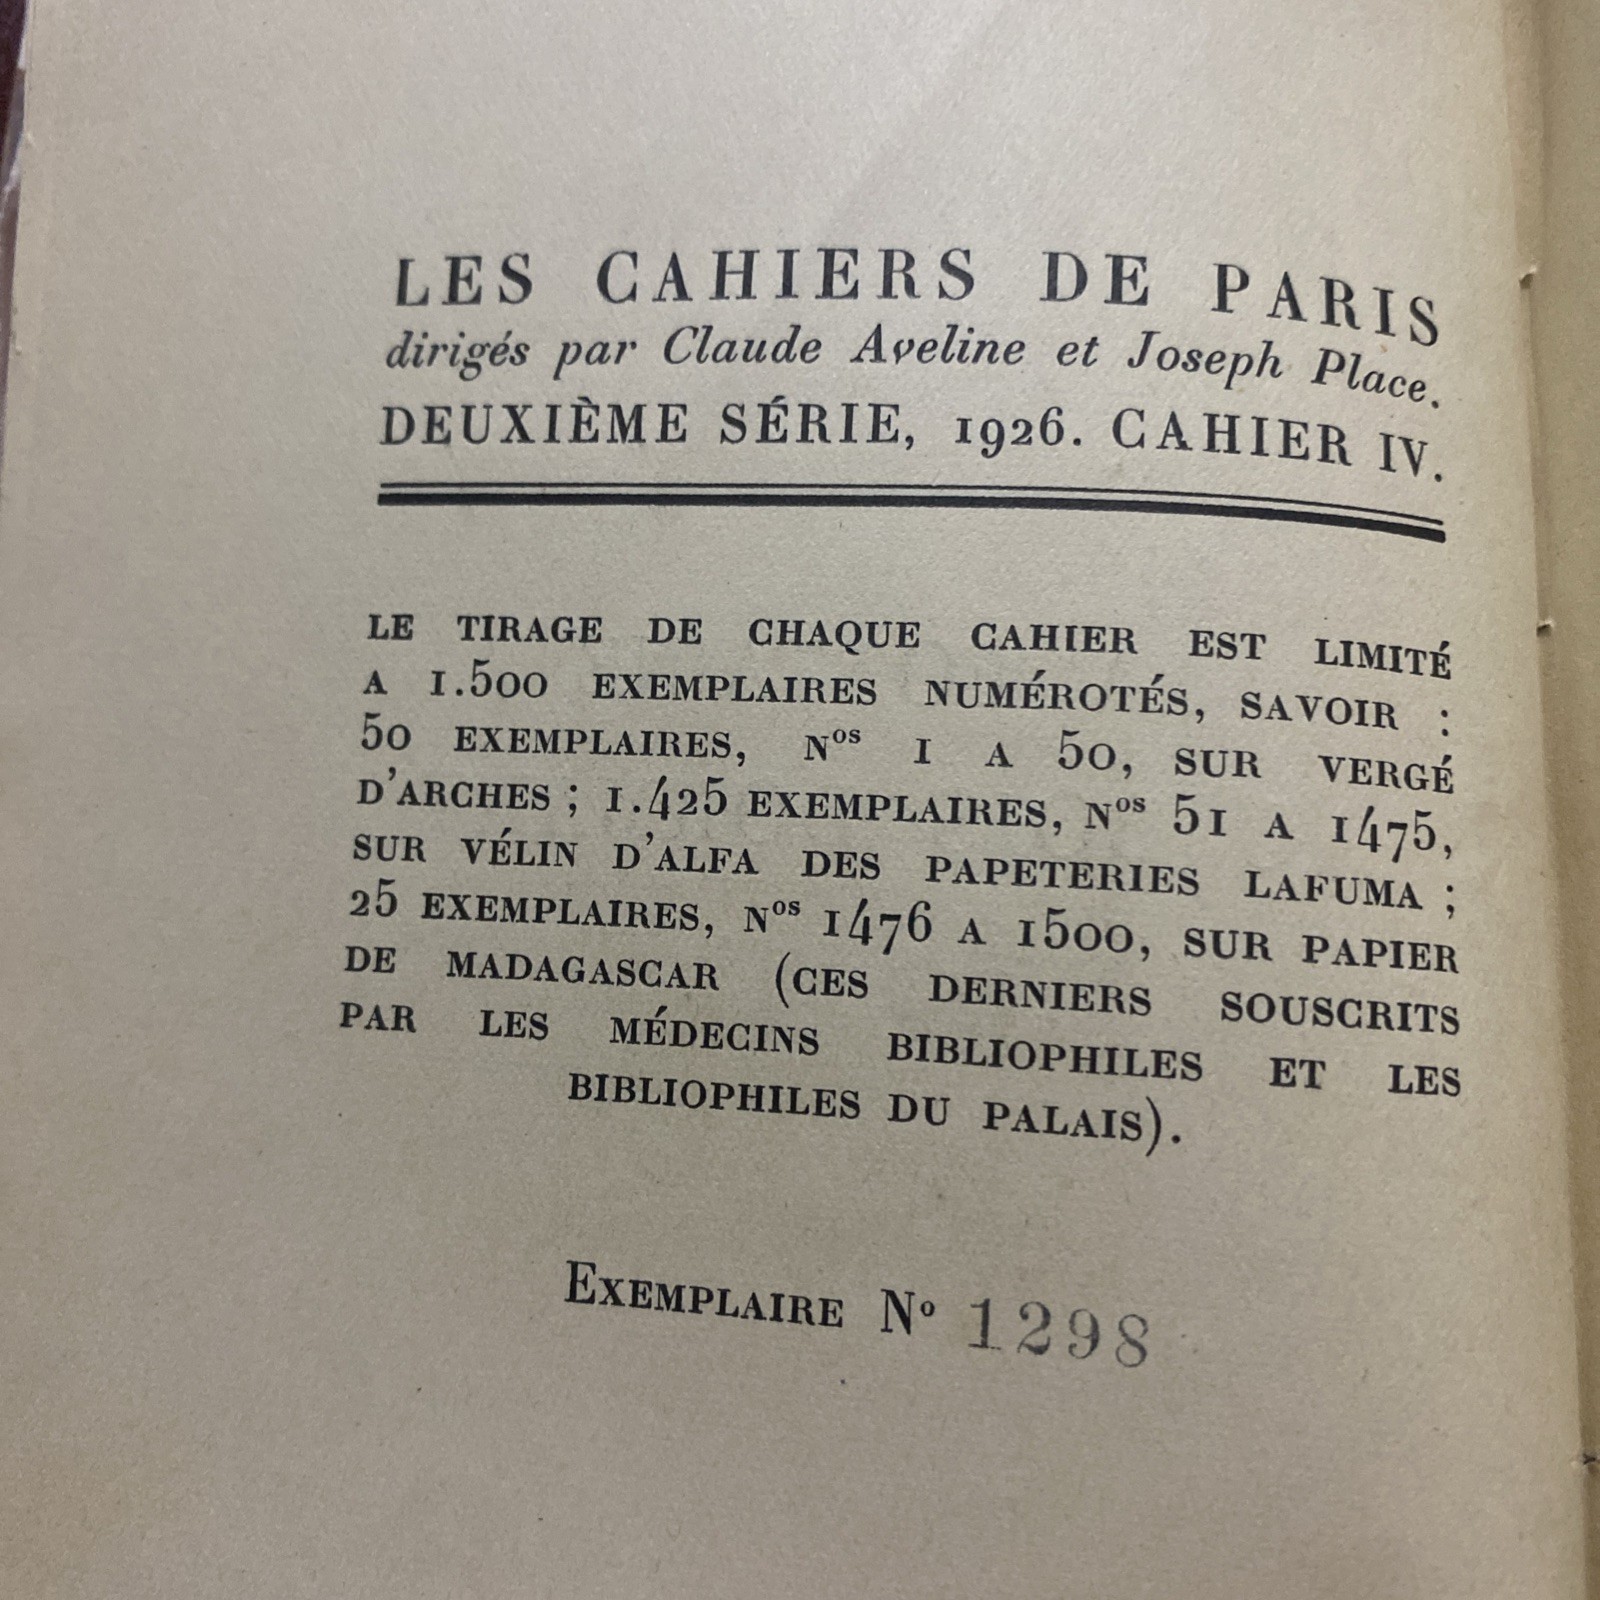 LES CAHIERS DE PARIS
dirigés par Claude Aveline et Joseph Place.
DEUXIÈME SÉRIE, 1926. CAHIER IV.
LE TIRAGE DE CHAQUE CAHIER EST LIMITÉ
A 1.500 EXEMPLAIRES NUMÉROTÉS, SAVOIR :
50 EXEMPLAIRES, Nos 1 A 50, SUR VERGÉ
D'ARCHES ; 1.425 EXEMPLAIRES, Nos 51 A 1475,
SUR VÉLIN D'ALFA DES PAPETERIES LAFUMA ;
25 EXEMPLAIRES, Nos 1476 A 1500, SUR PAPIER
DE MADAGASCAR (CES DERNIERS SOUSCRITS
PAR LES MÉDECINS BIBLIOPHILES ET LES
BIBLIOPHILES DU PALAIS).
EXEMPLAIRE No 1298